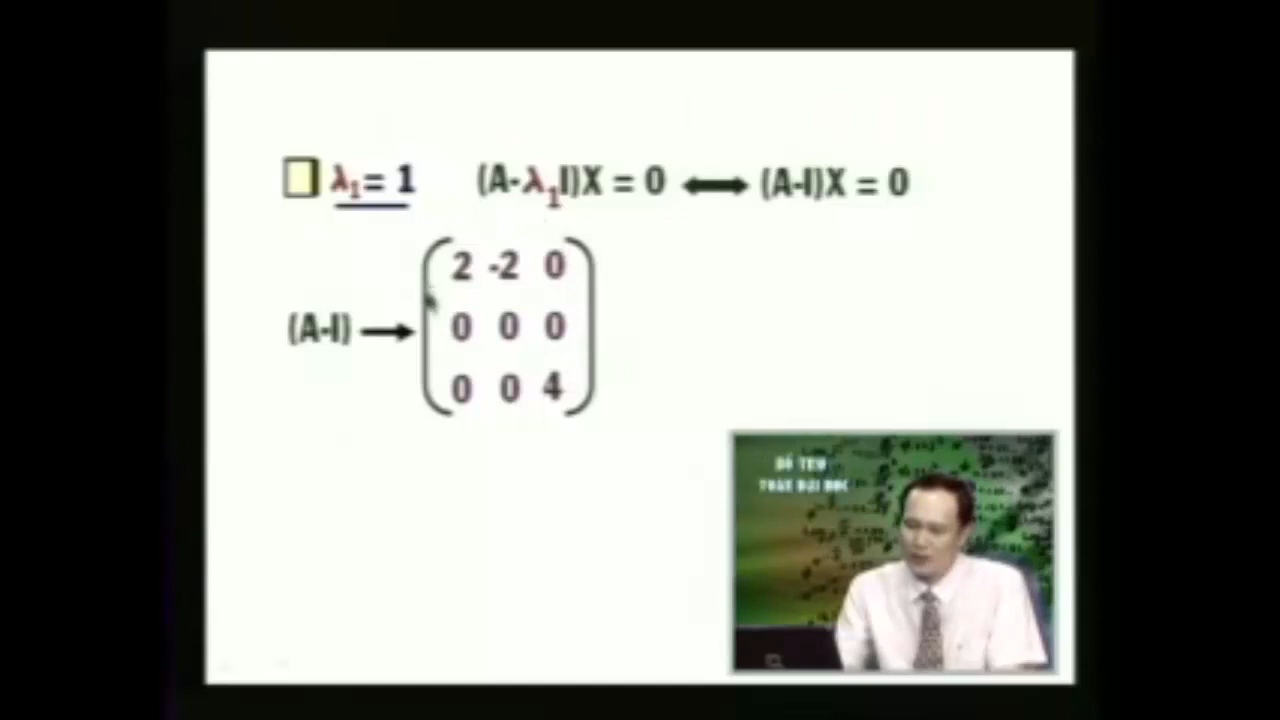 λ₁= 1 (A-λ₁I)X = 0 ⟷ (A-I)X = 0
2 -2 0
(A-I) → 0 0 0
0 0 4